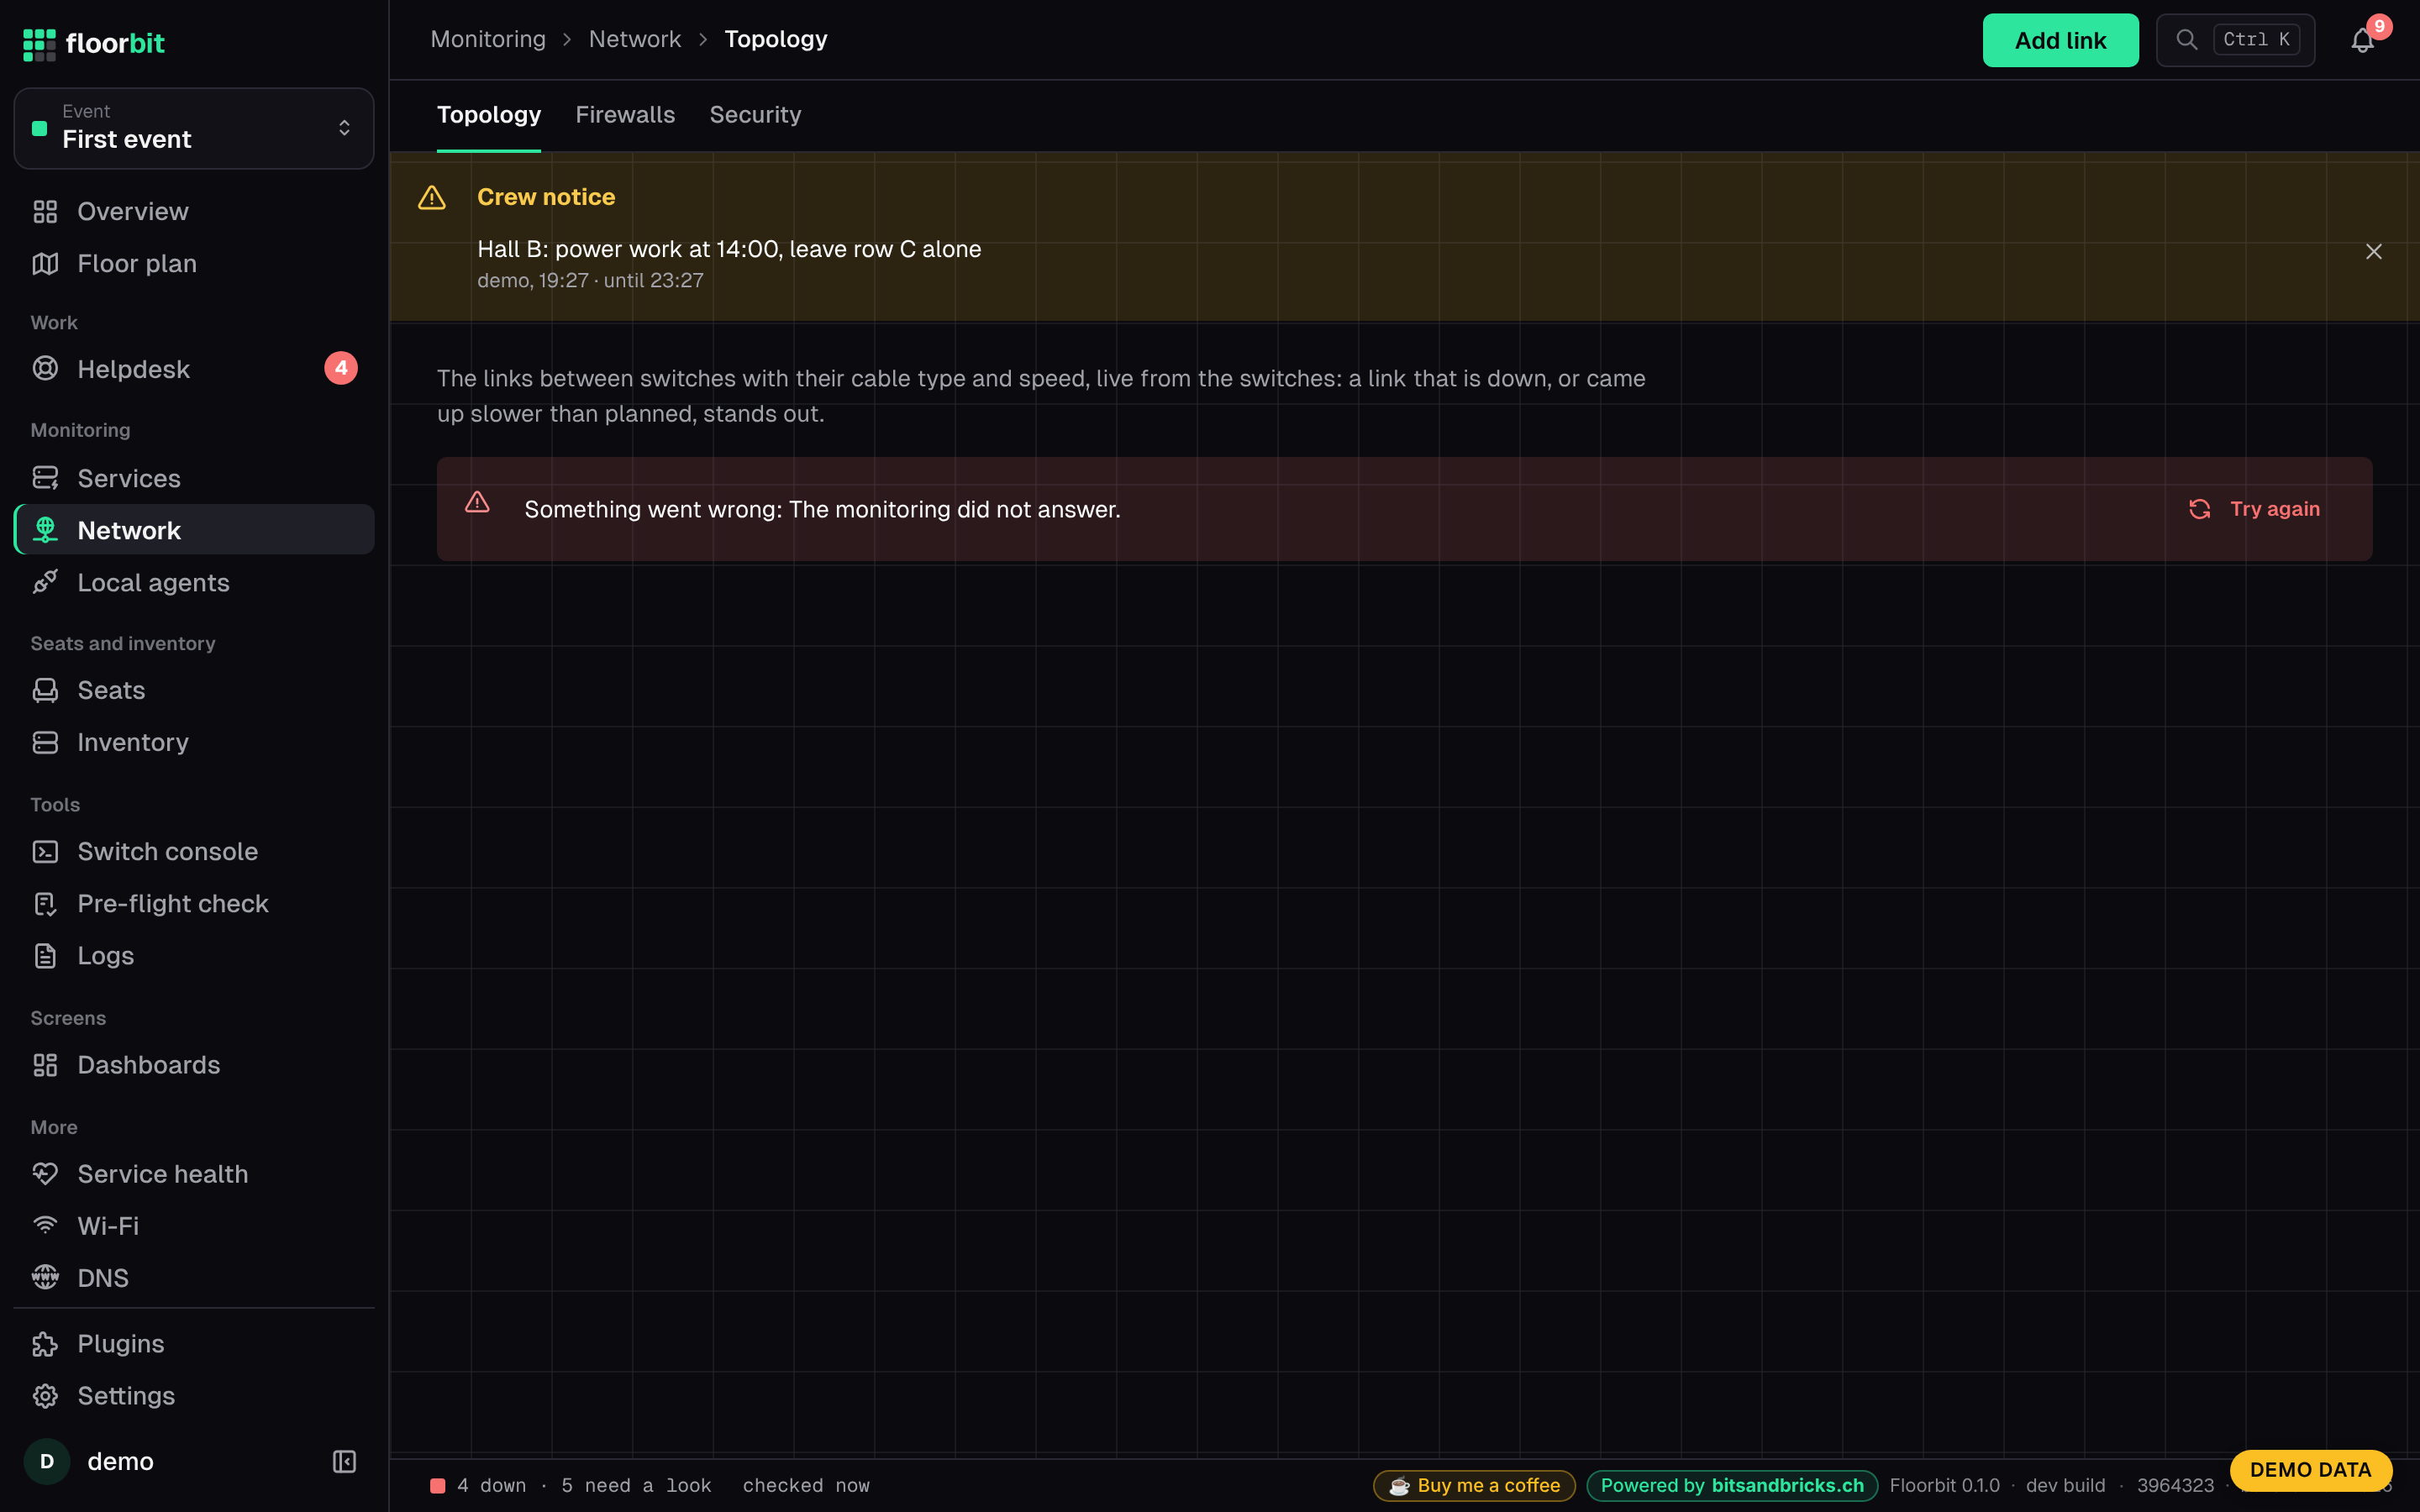 floorbit
Event
First event
Overview
Floor plan
Work
Helpdesk 4
Monitoring
Services
Network
Local agents
Seats and inventory
Seats
Inventory
Tools
Switch console
Pre-flight check
Logs
Screens
Dashboards
More
Service health
Wi-Fi
DNS
Plugins
Settings
D demo
Monitoring > Network > Topology
Add link
Ctrl K
9
Topology Firewalls Security
Crew notice
Hall B: power work at 14:00, leave row C alone
demo, 19:27 · until 23:27
The links between switches with their cable type and speed, live from the switches: a link that is down, or came
up slower than planned, stands out.
Something went wrong: The monitoring did not answer.
Try again
4 down · 5 need a look checked now
Buy me a coffee
Powered by bitsandbricks.ch
Floorbit 0.1.0 · dev build · 3964323 ·
DEMO DATA